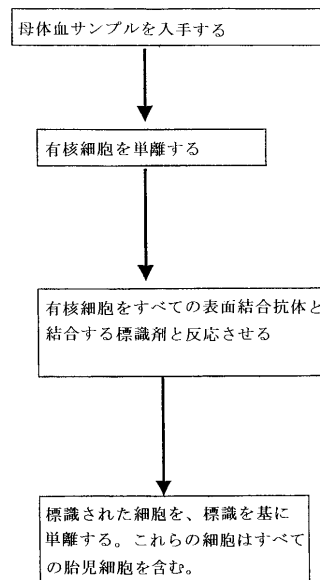 母体血サンプルを入手する
有核細胞を単離する
有核細胞をすべての表面結合抗体と
結合する標識剤と反応させる
標識された細胞を、標識を基に
単離する。これらの細胞はすべて
の胎児細胞を含む。